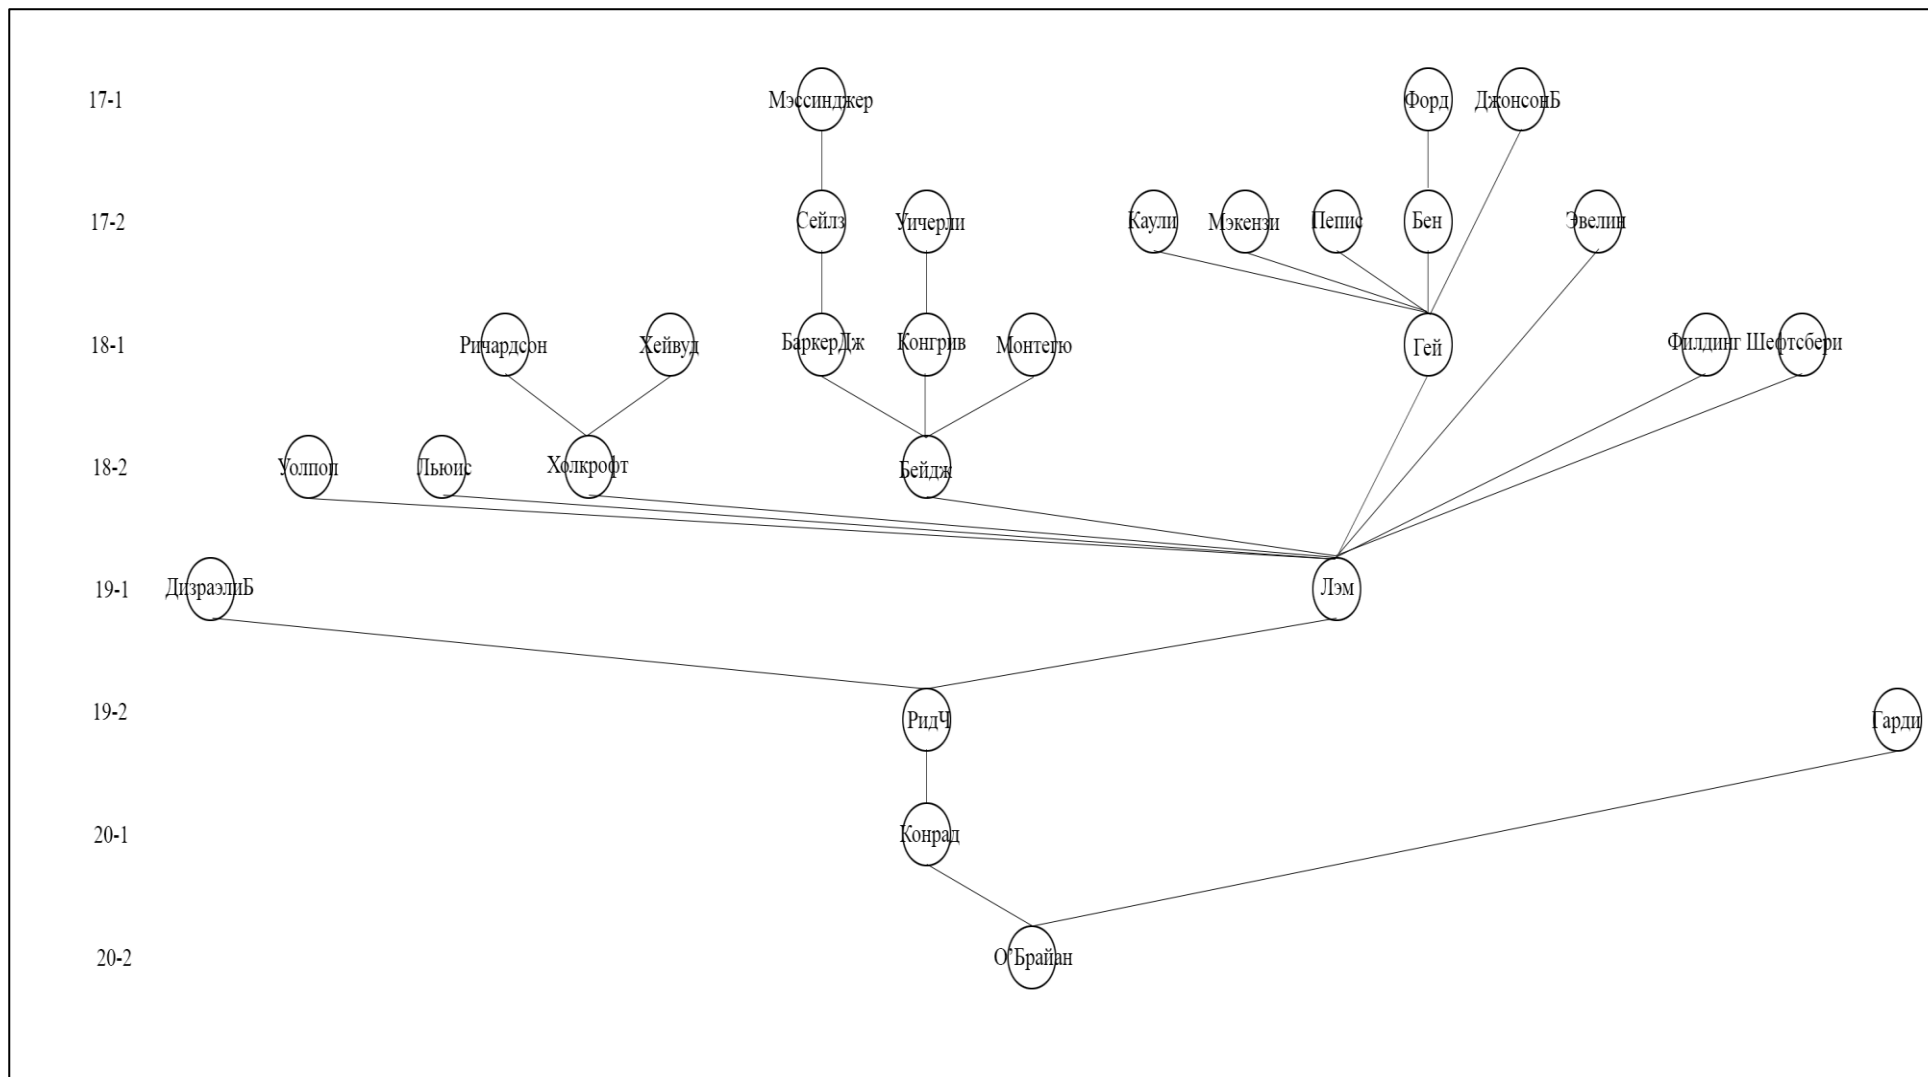 17-1 Мэссинджер Форд ДжонсонБ
17-2 Сейлз Уичерли Каули Мэкензи Пепис Бен Эвелин
18-1 Ричардсон Хейвуд БаркерДж Конгрив Монтегю Гей Филдинг Шефтсбери
18-2 Уолпол Льюис Холкрофт Бейдж
19-1 ДизраэлиБ Лэм
19-2 РидЧ Гарди
20-1 Конрад
20-2 О'Брайан